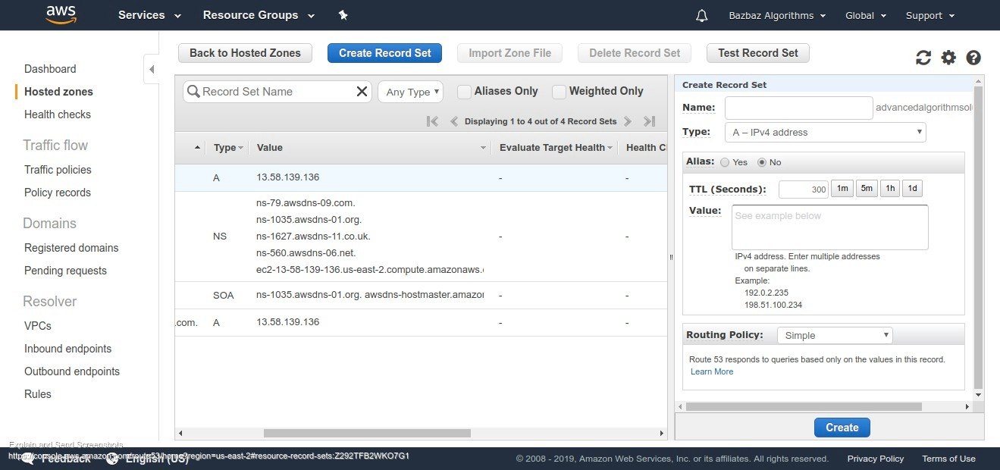 aws
Services
Resource Groups
Bazbaz Algorithms
Global
Support
Dashboard
Hosted zones
Health checks
Traffic flow
Traffic policies
Policy records
Domains
Registered domains
Pending requests
Resolver
VPCs
Inbound endpoints
Outbound endpoints
Rules
Back to Hosted Zones
Create Record Set
Import Zone File
Delete Record Set
Test Record Set
Record Set Name
Any Type
Aliases Only
Weighted Only
Displaying 1 to 4 out of 4 Record Sets
Type Value Evaluate Target Health Health C
A 13.58.139.136 - -
ns-79.awsdns-09.com.
ns-1035.awsdns-01.org.
NS ns-1627.awsdns-11.co.uk. - -
ns-560.awsdns-06.net.
ec2-13-58-139-136.us-east-2.compute.amazonaws.
SOA ns-1035.awsdns-01.org. awsdns-hostmaster.amazon - -
.com. A 13.58.139.136 - -
Create Record Set
Name: advancedalgorithmsol
Type: A – IPv4 address
Alias: Yes No
TTL (Seconds): 300 1m 5m 1h 1d
Value: See example below
IPv4 address. Enter multiple addresses
on separate lines.
Example:
192.0.2.235
198.51.100.234
Routing Policy: Simple
Route 53 responds to queries based only on the values in this record.
Learn More
Create
Explain and Send Screenshots
https://console.aws.amazon.com/route53/home?region=us-east-2#resource-record-sets:Z292TFB2WKO7G1
Feedback
English (US)
© 2008 - 2019, Amazon Web Services, Inc. or its affiliates. All rights reserved.
Privacy Policy
Terms of Use